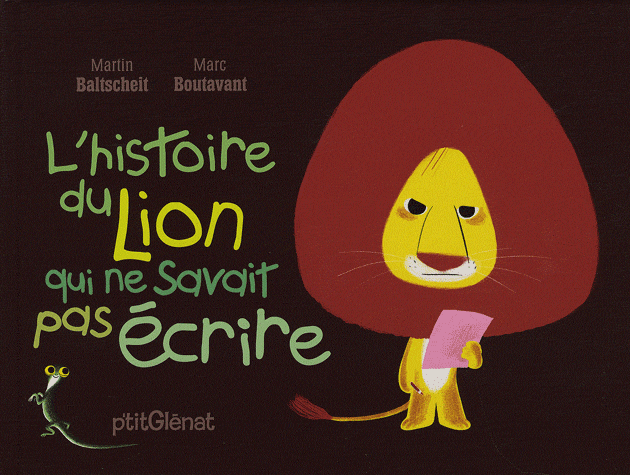 Martin
Baltscheit
Marc
Boutavant
L'histoire
du Lion
qui ne Savait
pas écrire
p'titGlénat